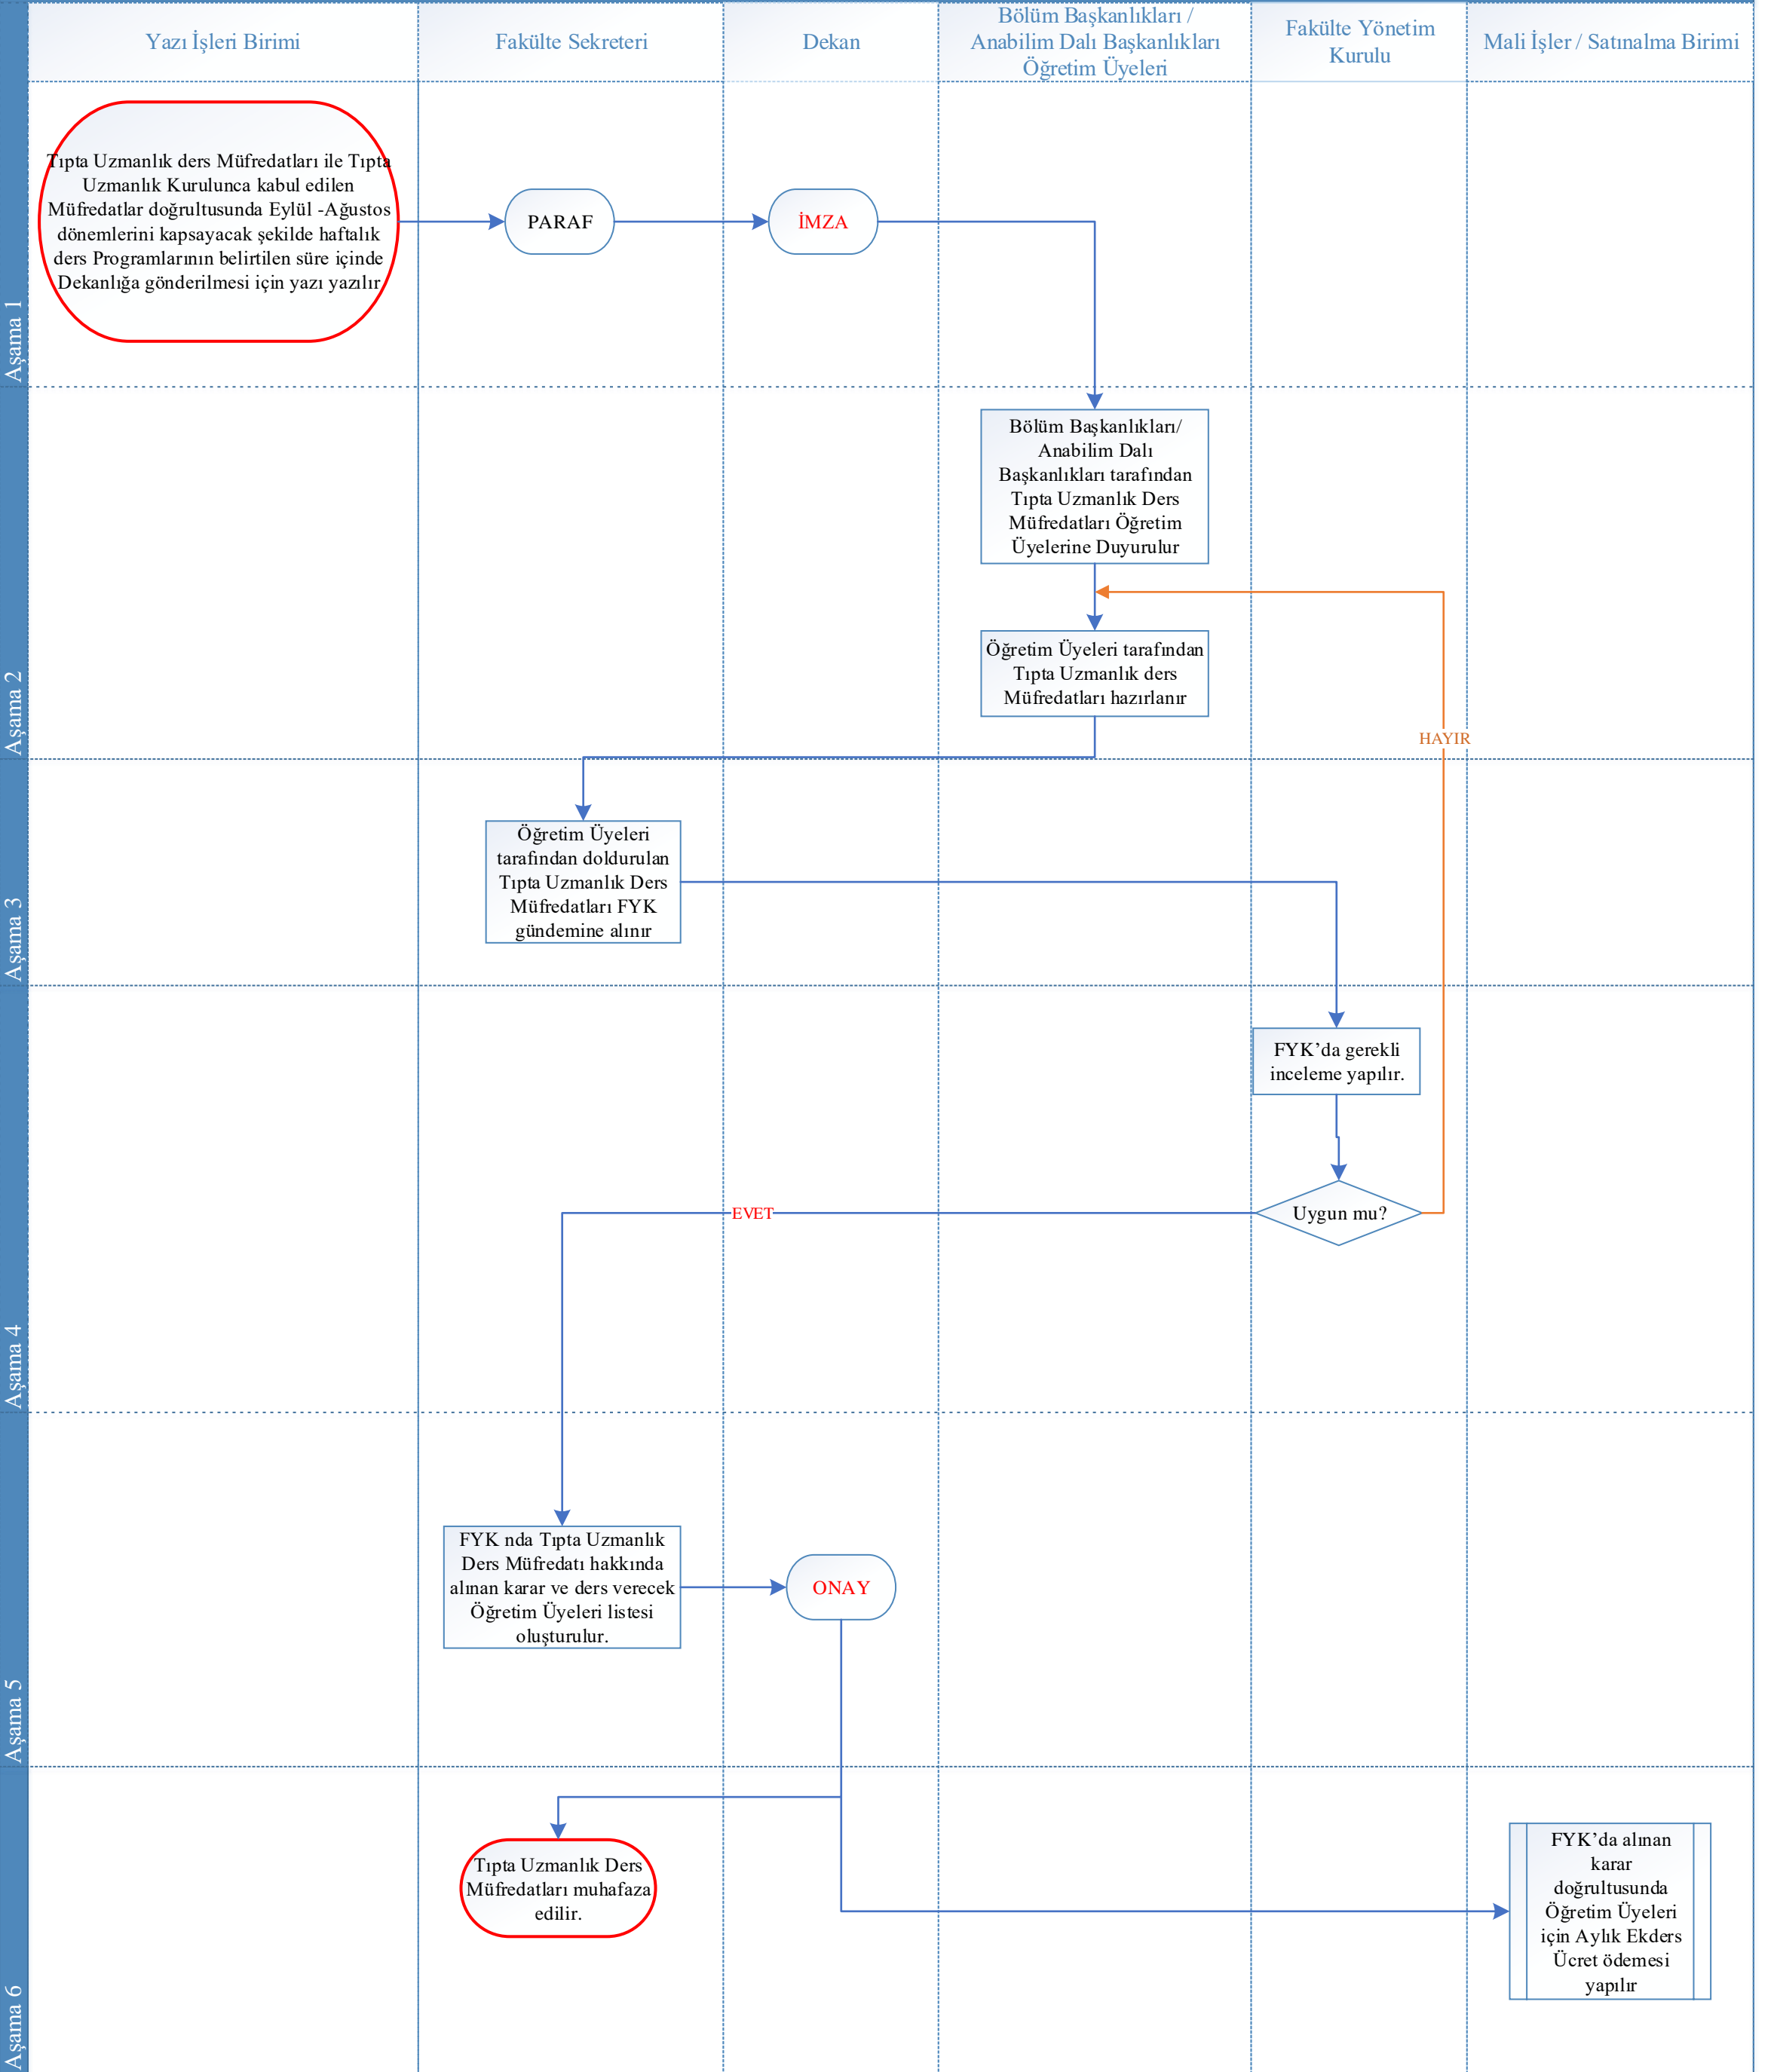 Yazı İşleri Birimi
Fakülte Sekreteri
Dekan
Bölüm Başkanlıkları /
Anabilim Dalı Başkanlıkları
Öğretim Üyeleri
Fakülte Yönetim
Kurulu
Mali İşler / Satınalma Birimi
Aşama 1
Tıpta Uzmanlık ders Müfredatları ile Tıpta
Uzmanlık Kurulunca kabul edilen
Müfredatlar doğrultusunda Eylül -Ağustos
dönemlerini kapsayacak şekilde haftalık
ders Programlarının belirtilen süre içinde
Dekanlığa gönderilmesi için yazı yazılır
PARAF
İMZA
Aşama 2
Bölüm Başkanlıkları/
Anabilim Dalı
Başkanlıkları tarafından
Tıpta Uzmanlık Ders
Müfredatları Öğretim
Üyelerine Duyurulur
Öğretim Üyeleri tarafından
Tıpta Uzmanlık ders
Müfredatları hazırlanır
HAYIR
Aşama 3
Öğretim Üyeleri
tarafından doldurulan
Tıpta Uzmanlık Ders
Müfredatları FYK
gündemine alınır
Aşama 4
FYK’da gerekli
inceleme yapılır.
Uygun mu?
EVET
Aşama 5
FYK nda Tıpta Uzmanlık
Ders Müfredatı hakkında
alınan karar ve ders verecek
Öğretim Üyeleri listesi
oluşturulur.
ONAY
Aşama 6
Tıpta Uzmanlık Ders
Müfredatları muhafaza
edilir.
FYK’da alınan
karar
doğrultusunda
Öğretim Üyeleri
için Aylık Ekders
Ücret ödemesi
yapılır